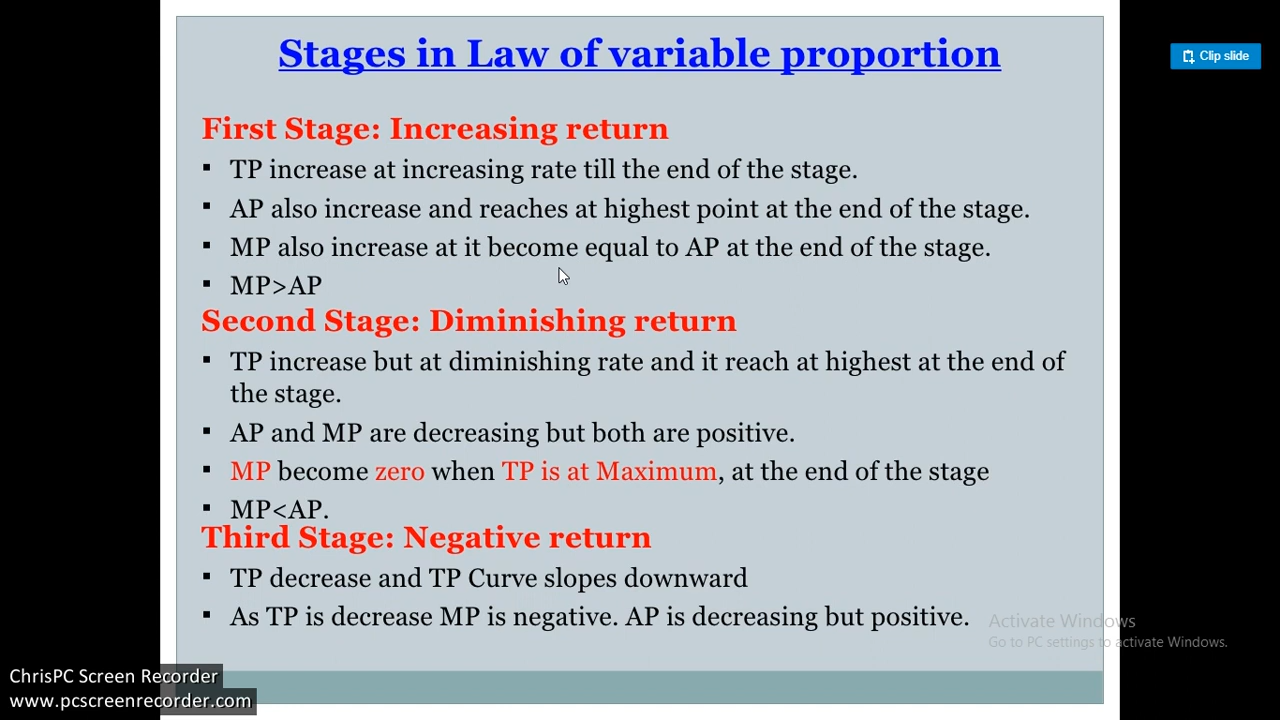 Stages in Law of variable proportion
Clip slide
First Stage: Increasing return
▪ TP increase at increasing rate till the end of the stage.
▪ AP also increase and reaches at highest point at the end of the stage.
▪ MP also increase at it become equal to AP at the end of the stage.
▪ MP>AP
Second Stage: Diminishing return
▪ TP increase but at diminishing rate and it reach at highest at the end of
the stage.
▪ AP and MP are decreasing but both are positive.
▪ MP become zero when TP is at Maximum, at the end of the stage
▪ MP<AP.
Third Stage: Negative return
▪ TP decrease and TP Curve slopes downward
▪ As TP is decrease MP is negative. AP is decreasing but positive.
Activate Windows
Go to PC settings to activate Windows.
ChrisPC Screen Recorder
www.pcscreenrecorder.com